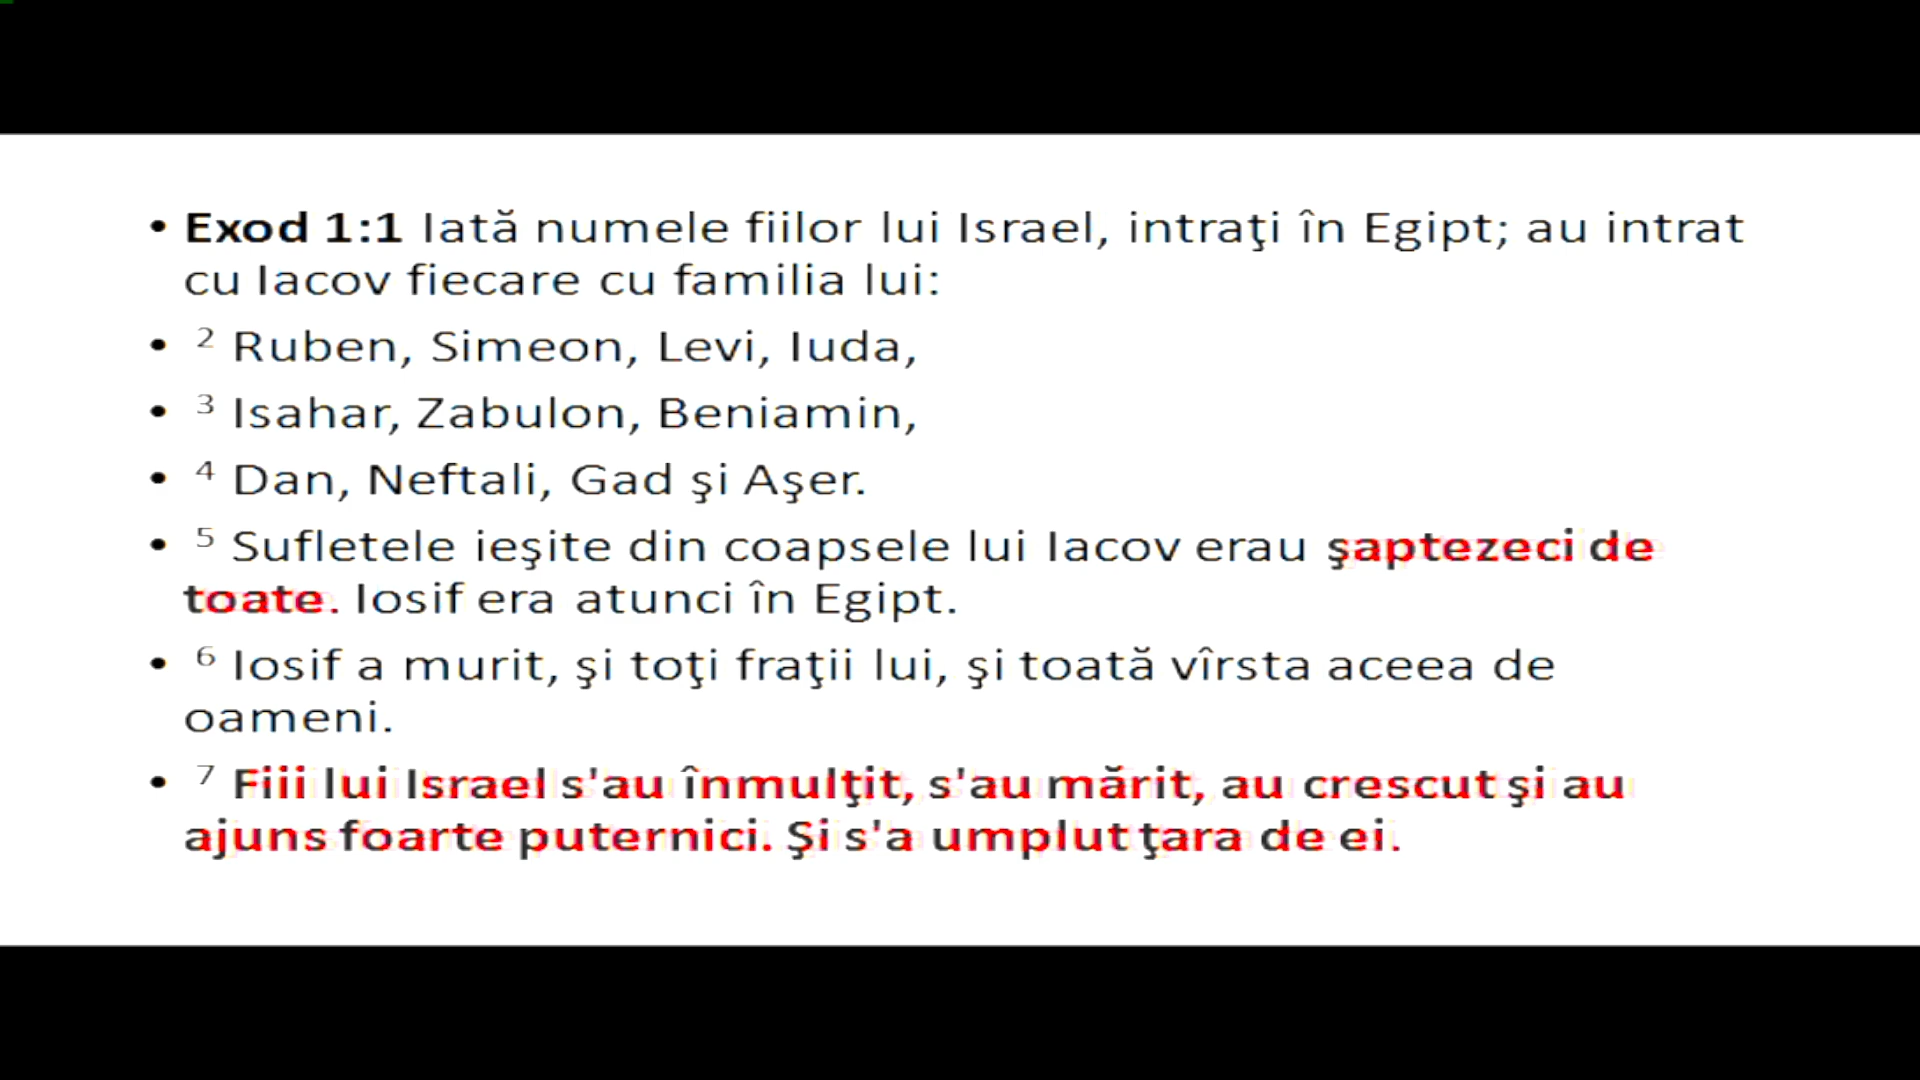 • Exod 1:1 Iată numele fiilor lui Israel, intraţi în Egipt; au intrat
cu Iacov fiecare cu familia lui:
• 2 Ruben, Simeon, Levi, Iuda,
• 3 Isahar, Zabulon, Beniamin,
• 4 Dan, Neftali, Gad şi Aşer.
• 5 Sufletele ieşite din coapsele lui Iacov erau şaptezeci de
toate. Iosif era atunci în Egipt.
• 6 Iosif a murit, şi toţi fraţii lui, şi toată vîrsta aceea de
oameni.
• 7 Fiii lui Israel s'au înmulţit, s'au mărit, au crescut şi au
ajuns foarte puternici. Şi s'a umplut ţara de ei.